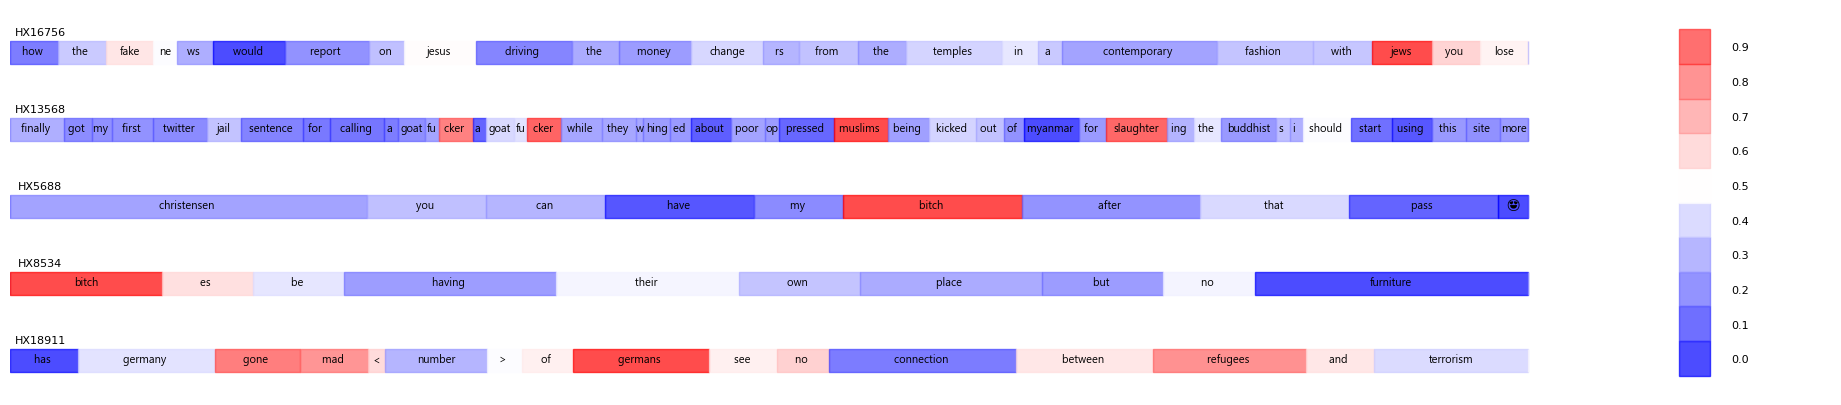 HX16756
how the fake ne ws would report on jesus driving the money change rs from the temples in a contemporary fashion with jews you lose
HX13568
finally got my first twitter jail sentence for calling a goat fu cker a goat fu cker while they w hing ed about poor op pressed muslims being kicked out of myanmar for slaughter ing the buddhist s i should start using this site more
HX5688
christensen you can have my bitch after that pass 😍
HX8534
bitch es be having their own place but no furniture
HX18911
has germany gone mad < number > of germans see no connection between refugees and terrorism
0.9
0.8
0.7
0.6
0.5
0.4
0.3
0.2
0.1
0.0